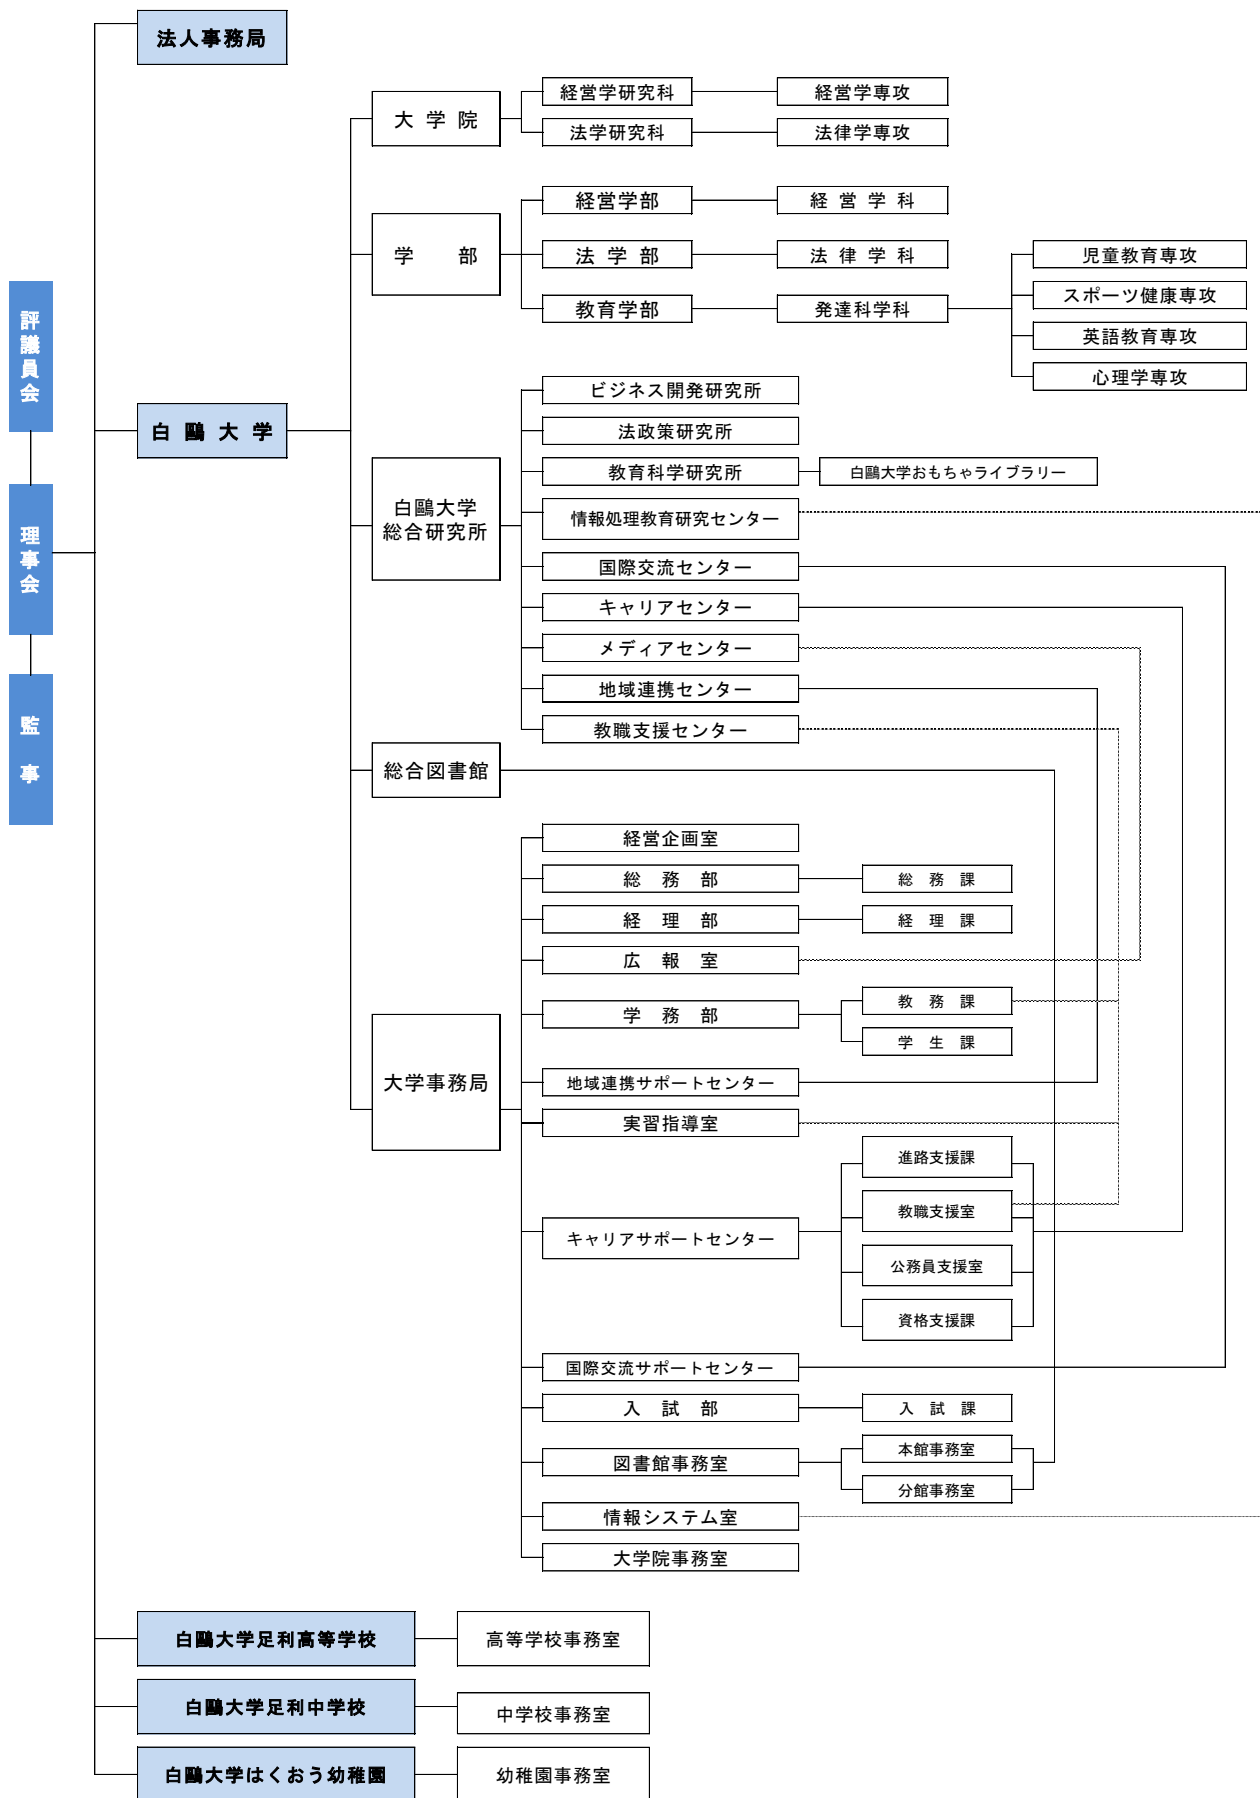 法人事務局
大学院
経営学研究科
経営学専攻
法学研究科
法律学専攻
学部
経営学部
経営学科
法学部
法律学科
教育学部
発達科学科
児童教育専攻
スポーツ健康専攻
英語教育専攻
心理学専攻
評議員会
理事会
監事
白鷗大学
白鷗大学
総合研究所
ビジネス開発研究所
法政策研究所
教育科学研究所
白鷗大学おもちゃライブラリー
情報処理教育研究センター
国際交流センター
キャリアセンター
メディアセンター
地域連携センター
教職支援センター
総合図書館
大学事務局
経営企画室
総務部
総務課
経理部
経理課
広報室
学務部
教務課
学生課
地域連携サポートセンター
実習指導室
キャリアサポートセンター
進路支援課
教職支援室
公務員支援室
資格支援課
国際交流サポートセンター
入試部
入試課
図書館事務室
本館事務室
分館事務室
情報システム室
大学院事務室
白鷗大学足利高等学校
高等学校事務室
白鷗大学足利中学校
中学校事務室
白鷗大学はくおう幼稚園
幼稚園事務室